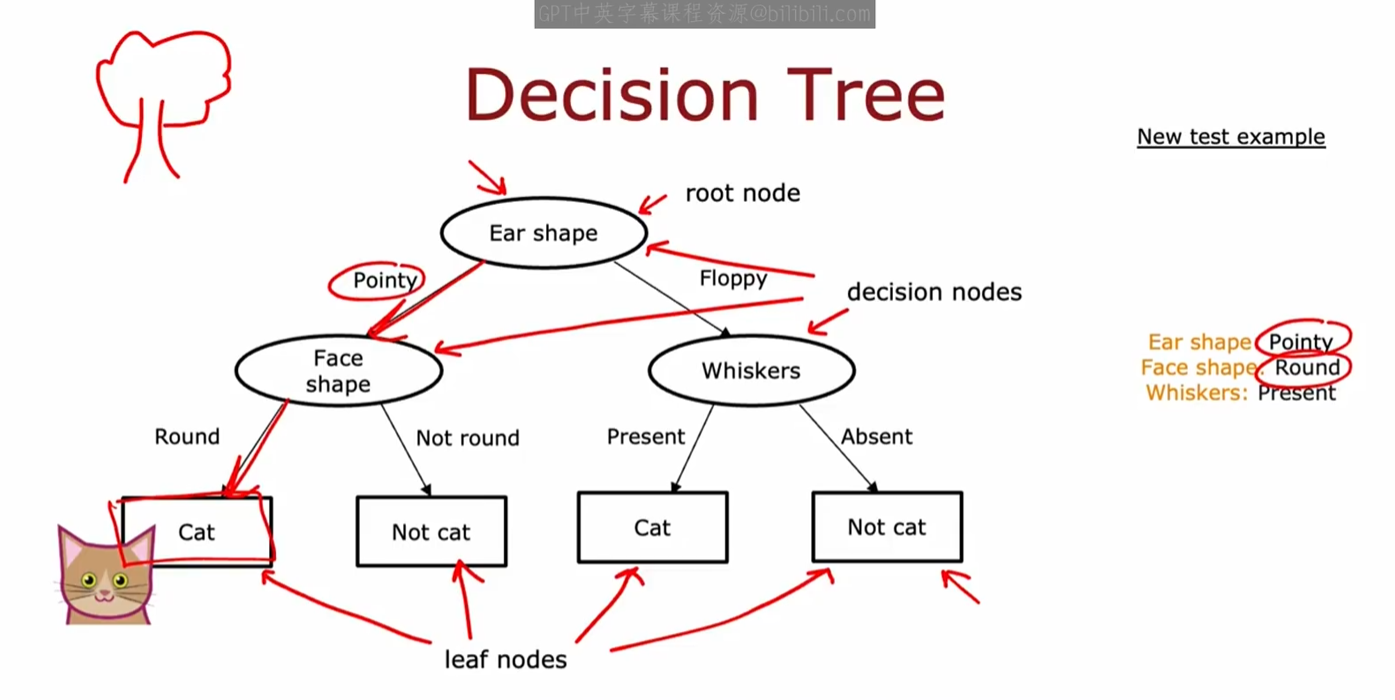 GPT中英字幕课程资源@bilibili.com
Decision Tree
New test example
root node
Ear shape
Pointy
Floppy
decision nodes
Face
shape
Whiskers
Ear shape: Pointy
Face shape: Round
Whiskers: Present
Round
Not round
Present
Absent
Cat
Not cat
Cat
Not cat
leaf nodes